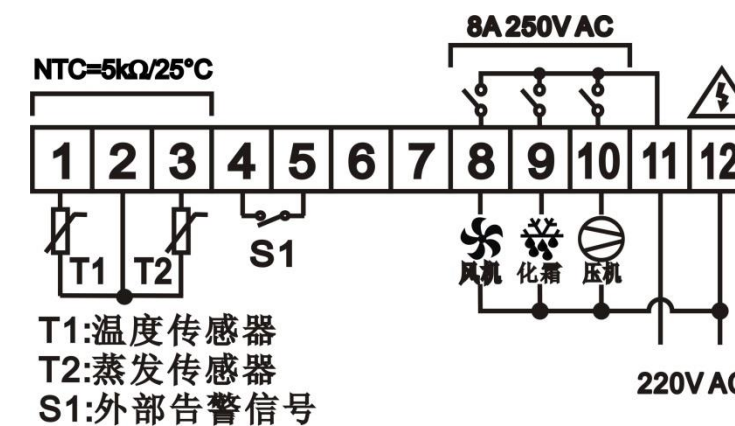 8A 250V AC
NTC=5kΩ/25°C
1 2 3 4 5 6 7 8 9 10 11 12
T1 T2 S1 风机 化霜 压机
T1:温度传感器
T2:蒸发传感器
220V AC
S1:外部告警信号